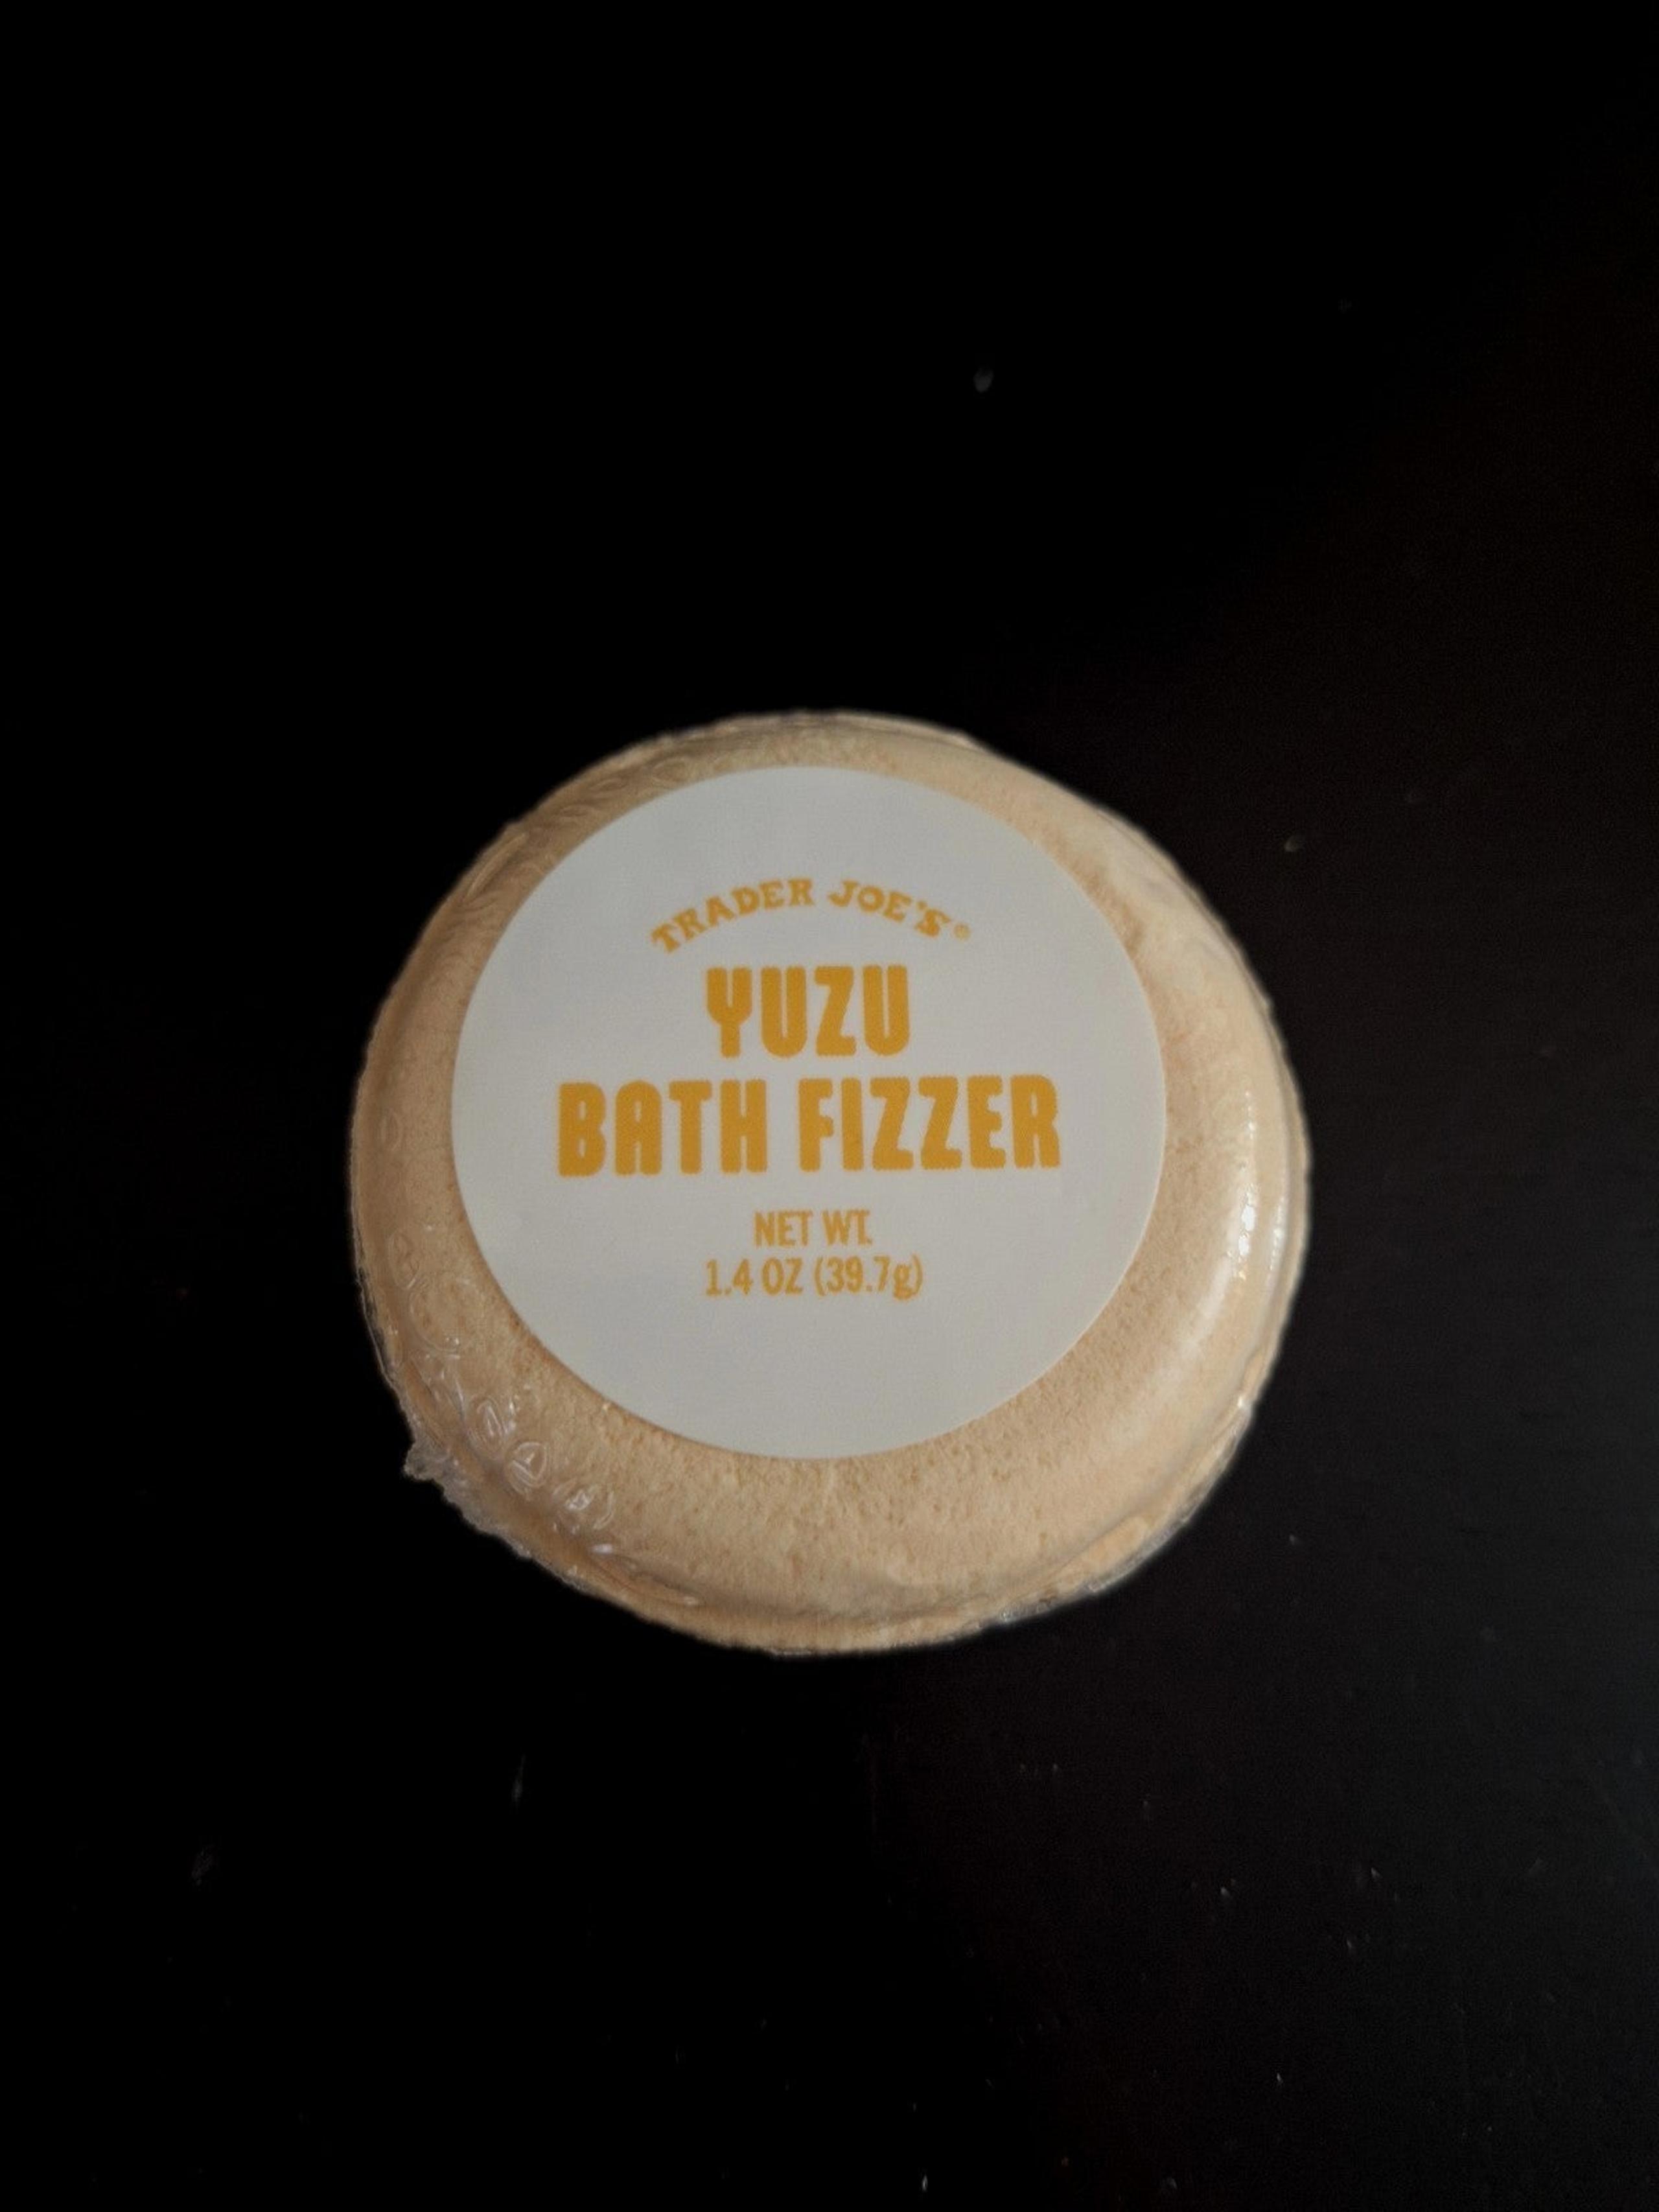 TRADER JOE'S®
YUZU
BATH FIZZER
NET WT.
1.4 OZ (39.7g)